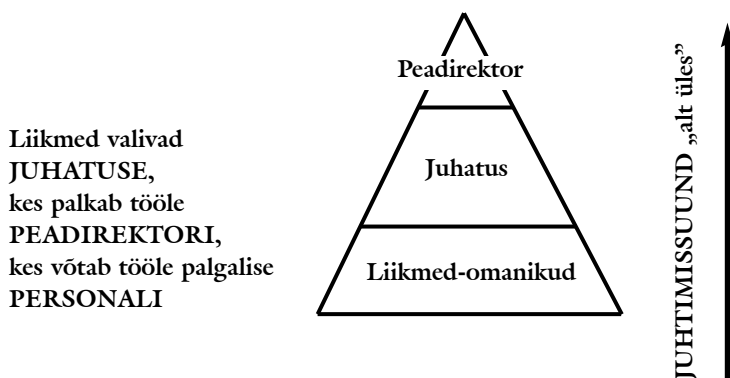 Peadirektor
Liikmed valivad
JUHATUSE,
kes palkab tööle
PEADIREKTORI,
kes võtab tööle palgalise
PERSONALI
Juhatus
Liikmed-omanikud
JUHTIMISSUUND „alt üles”